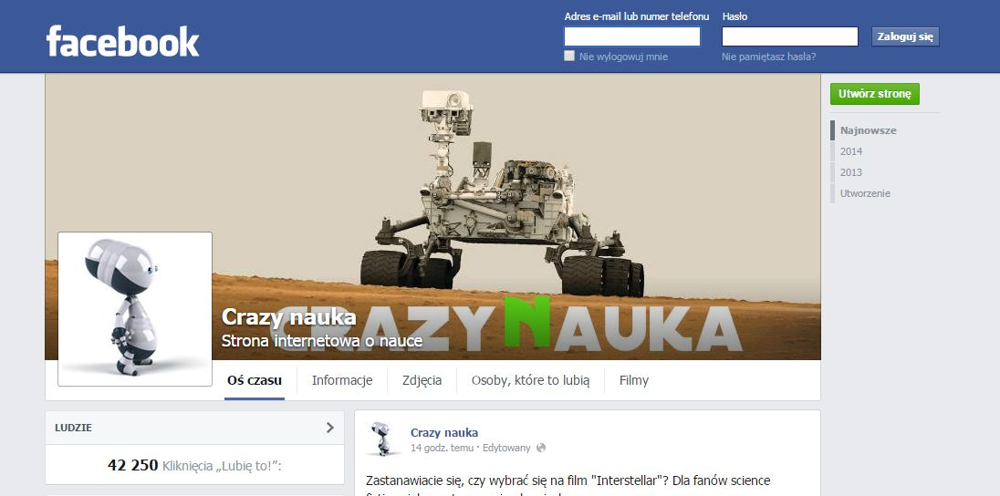 facebook
Adres e-mail lub numer telefonu
Hasło
Zaloguj się
Nie wylogowuj mnie
Nie pamiętasz hasła?
Utwórz stronę
Najnowsze
2014
2013
Utworzenie
CRAZY NAUKA
Crazy nauka
Strona internetowa o nauce
Oś czasu
Informacje
Zdjęcia
Osoby, które to lubią
Filmy
LUDZIE
42 250 Kliknięcia „Lubię to!”:
Crazy nauka
14 godz. temu · Edytowany
Zastanawiacie się, czy wybrać się na film "Interstellar"? Dla fanów science